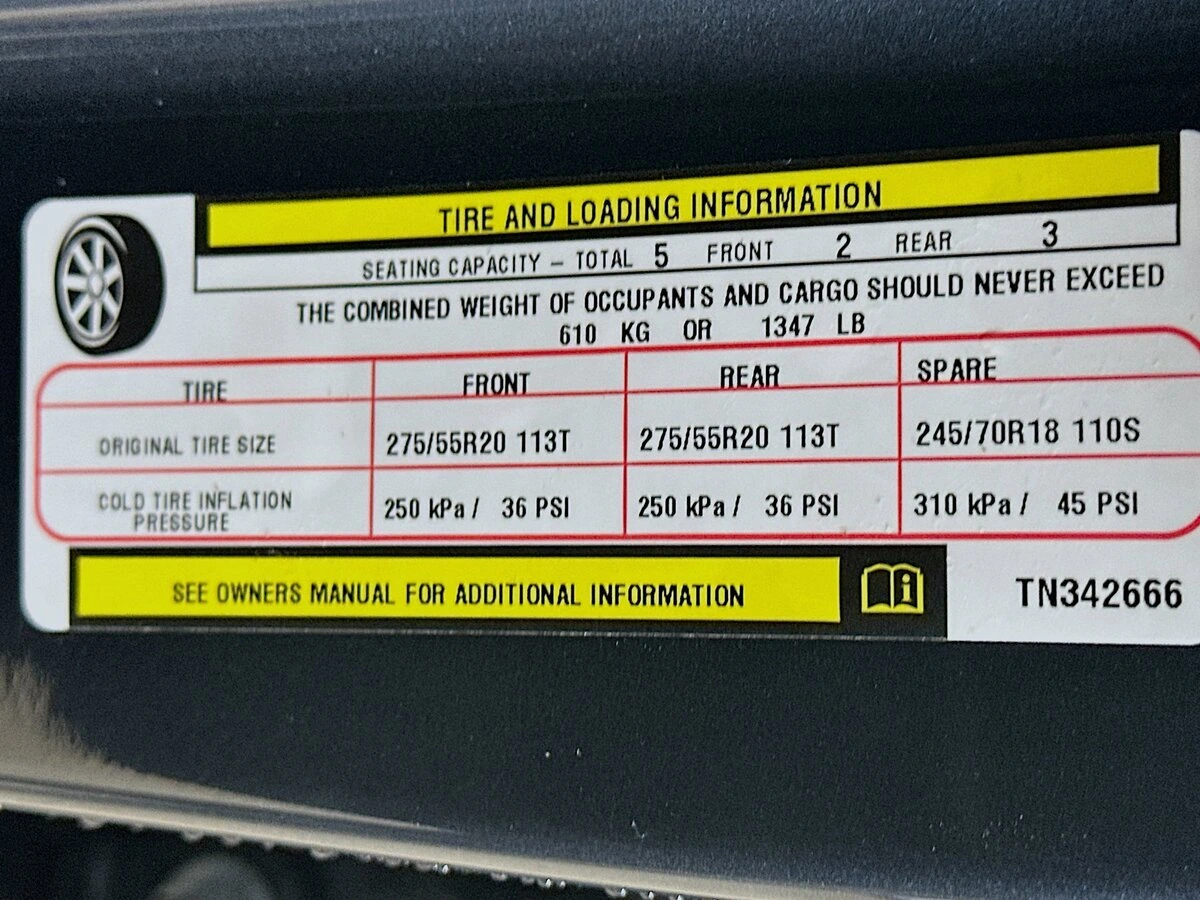 TIRE AND LOADING INFORMATION
SEATING CAPACITY – TOTAL 5 FRONT 2 REAR 3
THE COMBINED WEIGHT OF OCCUPANTS AND CARGO SHOULD NEVER EXCEED
610 KG OR 1347 LB
TIRE FRONT REAR SPARE
ORIGINAL TIRE SIZE 275/55R20 113T 275/55R20 113T 245/70R18 110S
COLD TIRE INFLATION
PRESSURE 250 kPa / 36 PSI 250 kPa / 36 PSI 310 kPa / 45 PSI
SEE OWNERS MANUAL FOR ADDITIONAL INFORMATION
TN342666